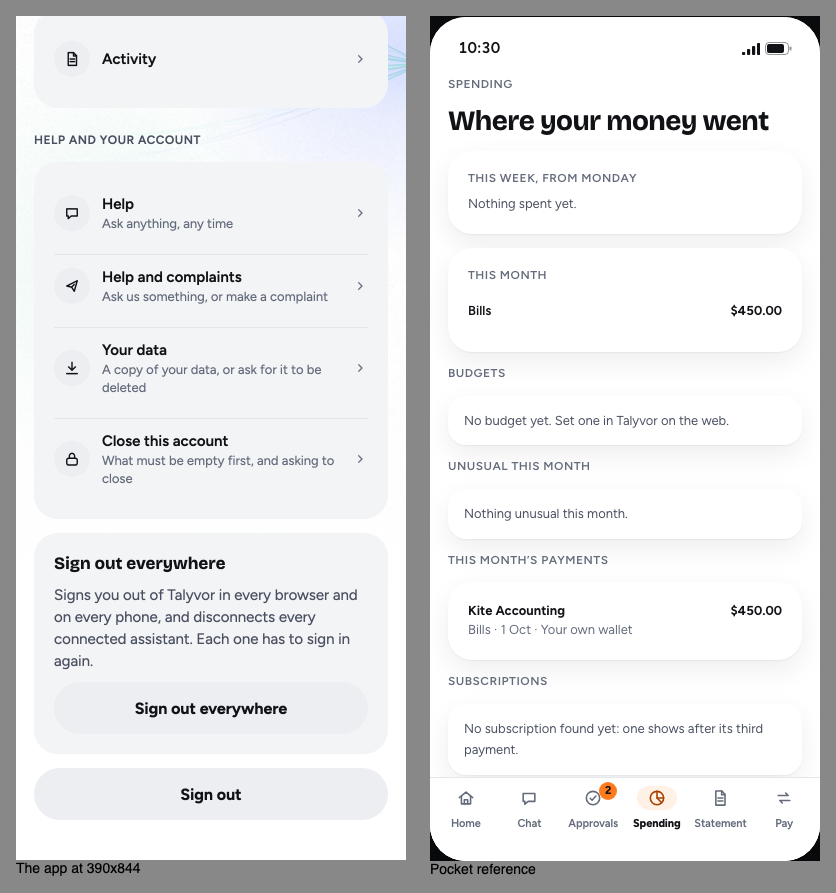 Activity
HELP AND YOUR ACCOUNT
Help
Ask anything, any time
Help and complaints
Ask us something, or make a complaint
Your data
A copy of your data, or ask for it to be
deleted
Close this account
What must be empty first, and asking to
close
Sign out everywhere
Signs you out of Talyvor in every browser and
on every phone, and disconnects every
connected assistant. Each one has to sign in
again.
Sign out everywhere
Sign out
The app at 390x844
10:30
SPENDING
Where your money went
THIS WEEK, FROM MONDAY
Nothing spent yet.
THIS MONTH
Bills $450.00
BUDGETS
No budget yet. Set one in Talyvor on the web.
UNUSUAL THIS MONTH
Nothing unusual this month.
THIS MONTH'S PAYMENTS
Kite Accounting $450.00
Bills · 1 Oct · Your own wallet
SUBSCRIPTIONS
No subscription found yet: one shows after its third
payment.
2
Home Chat Approvals Spending Statement Pay
Pocket reference